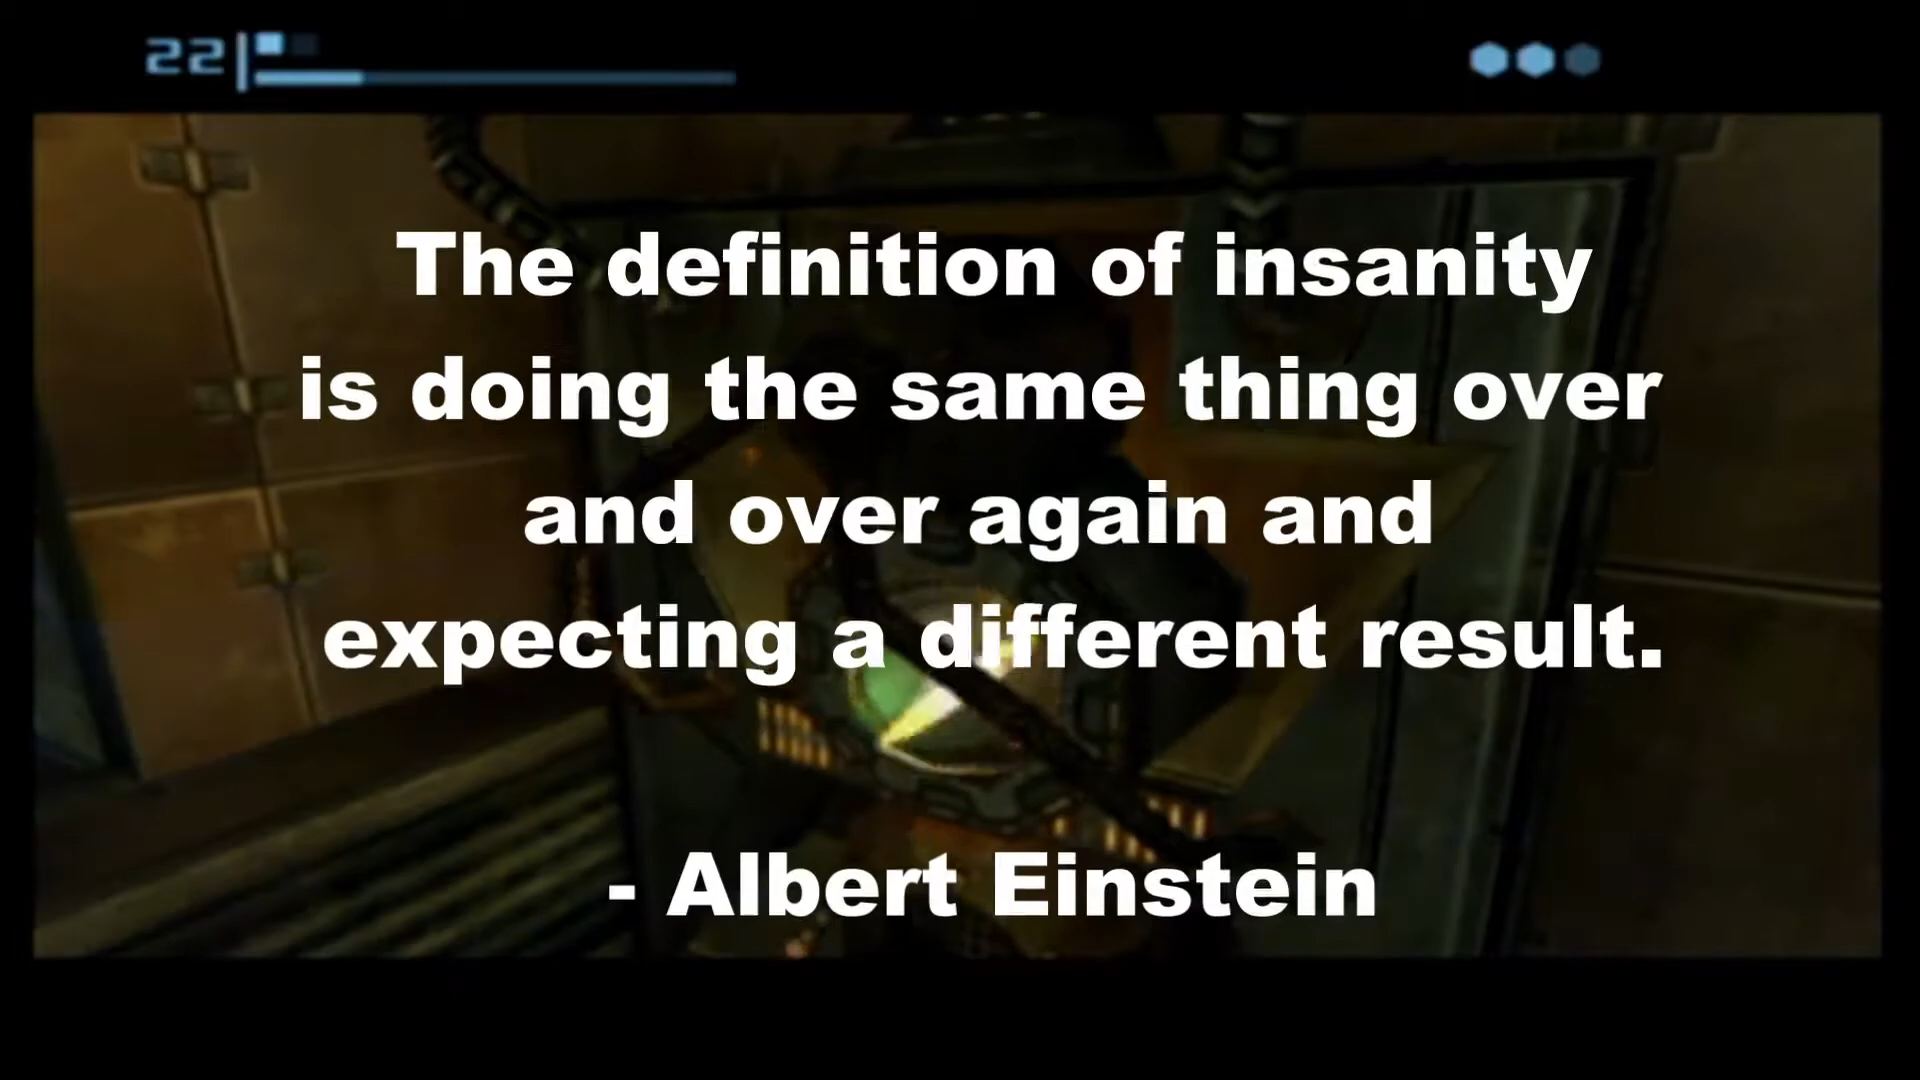 22
The definition of insanity
is doing the same thing over
and over again and
expecting a different result.
- Albert Einstein